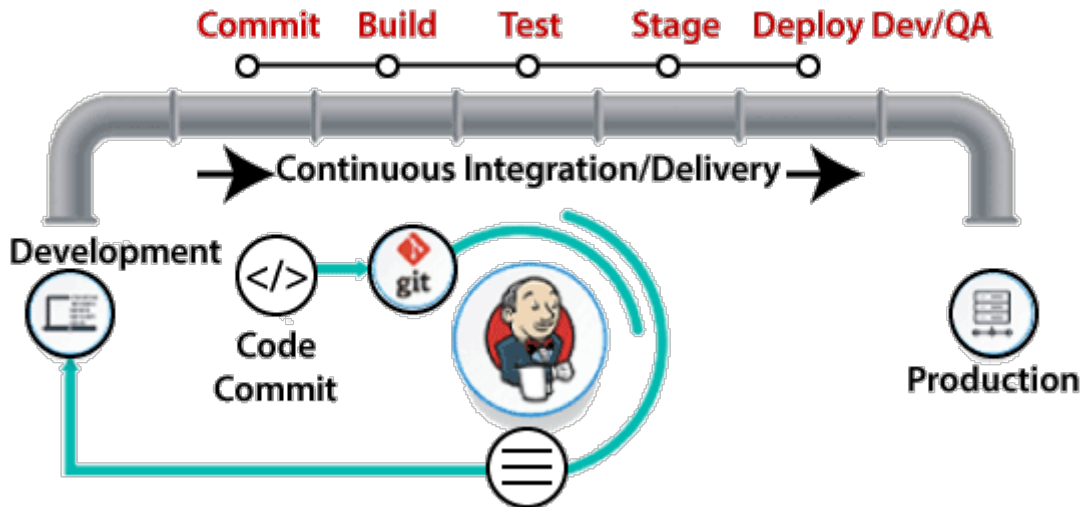 Commit Build Test Stage Deploy Dev/QA
Continuous Integration/Delivery
Development
</>
git
Code
Commit
Production